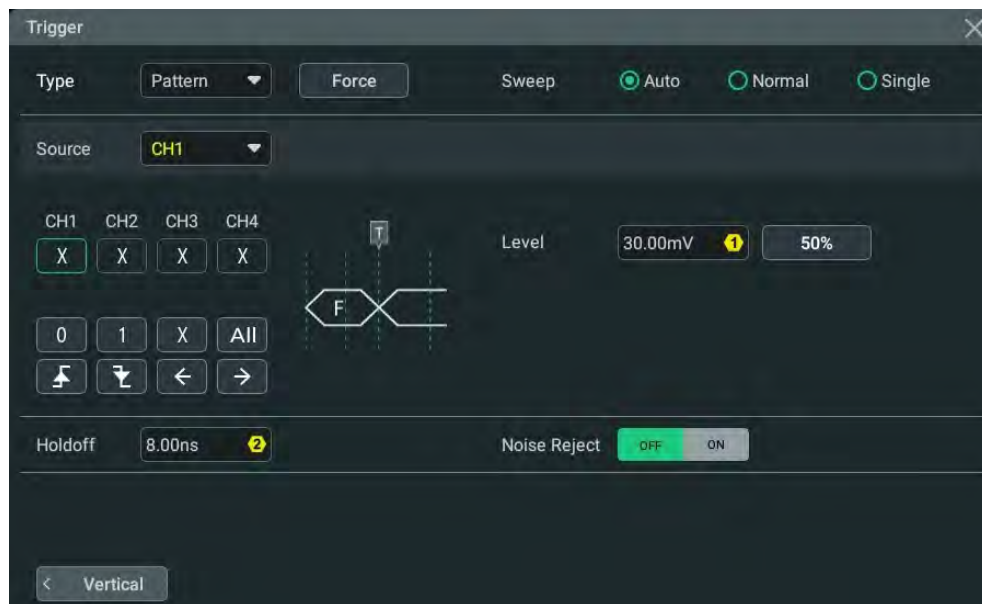 Trigger
Type Pattern Force Sweep Auto Normal Single
Source CH1
CH1 CH2 CH3 CH4
X X X X
T
Level 30.00mV 1 50%
F
0 1 X All
Holdoff 8.00ns 2 Noise Reject OFF ON
< Vertical